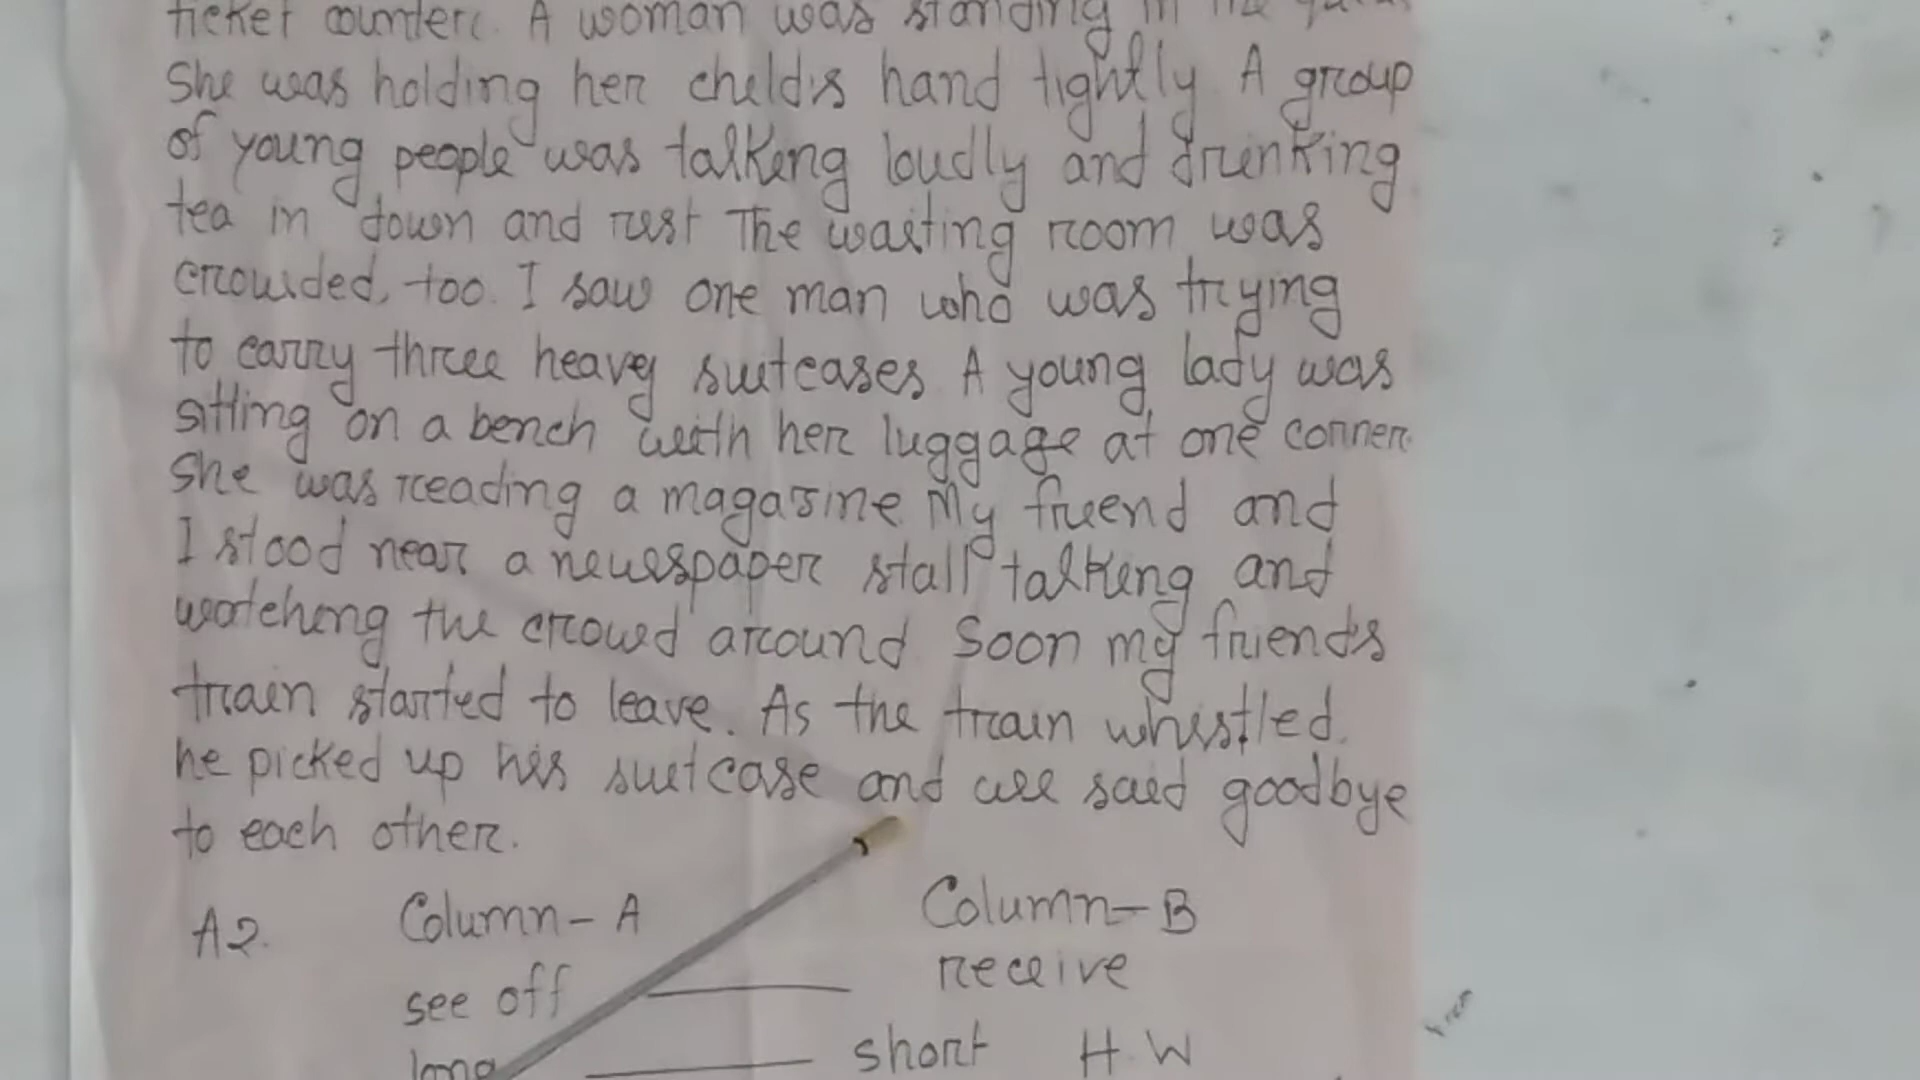 ticket counter. A woman was standing in the
She was holding her child's hand tightly. A group
of young people was talking loudly and drinking
tea in down and rest The waiting room was
crowded, too. I saw one man who was trying
to carry three heavy suitcases A young lady was
sitting on a bench with her luggage at one corner.
She was reading a magazine. My friend and
I stood near a newspaper stall talking and
watching the crowd around Soon my friend's
train started to leave. As the train whistled.
he picked up his suitcase and we said goodbye
to each other.
A2. Column-A Column-B
see off receive
long short H.W